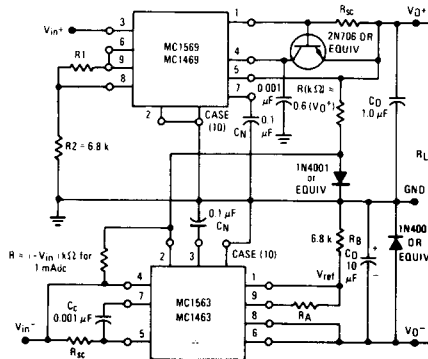 Vin+
3
1
Rsc
VO+
2N706 OR
EQUIV
R1
6
9
8
MC1569
MC1469
4
5
7
0.001
µF
R(kΩ) =
0.6 (VO+)
CO
1.0 µF
2
CASE
(10)
CN
0.1
µF
R2 = 6.8 k
1N4001
or
EQUIV
RL
GND
0.1 µF
CN
R = (-Vin-) kΩ for
1 mAdc
2
3
CASE (10)
6.8 k
RB
CO
10
µF
+
−
1N400
OR
EQUIV
Vref
4
7
5
MC1563
MC1463
1
9
8
6
RA
Cc
0.001 µF
Vin-
Rsc
VO-